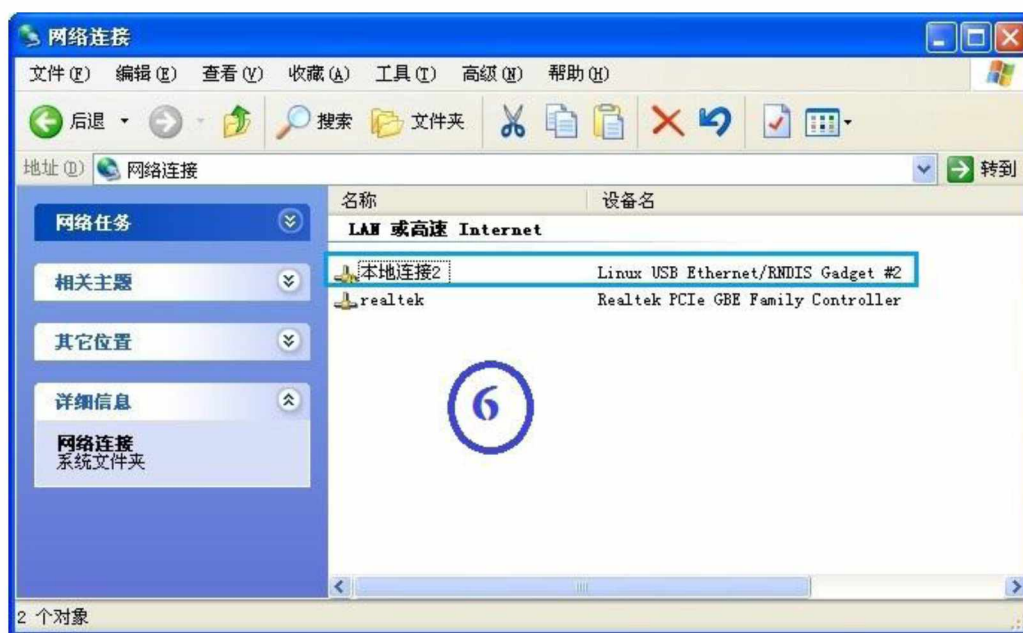 网络连接
文件(F) 编辑(E) 查看(V) 收藏(A) 工具(T) 高级(N) 帮助(H)
后退 搜索 文件夹
地址(D) 网络连接 转到
名称 设备名
网络任务
LAN 或高速 Internet
本地连接2 Linux USB Ethernet/RNDIS Gadget #2
相关主题
realtek Realtek PCIe GBE Family Controller
其它位置
详细信息
6
网络连接
系统文件夹
2 个对象